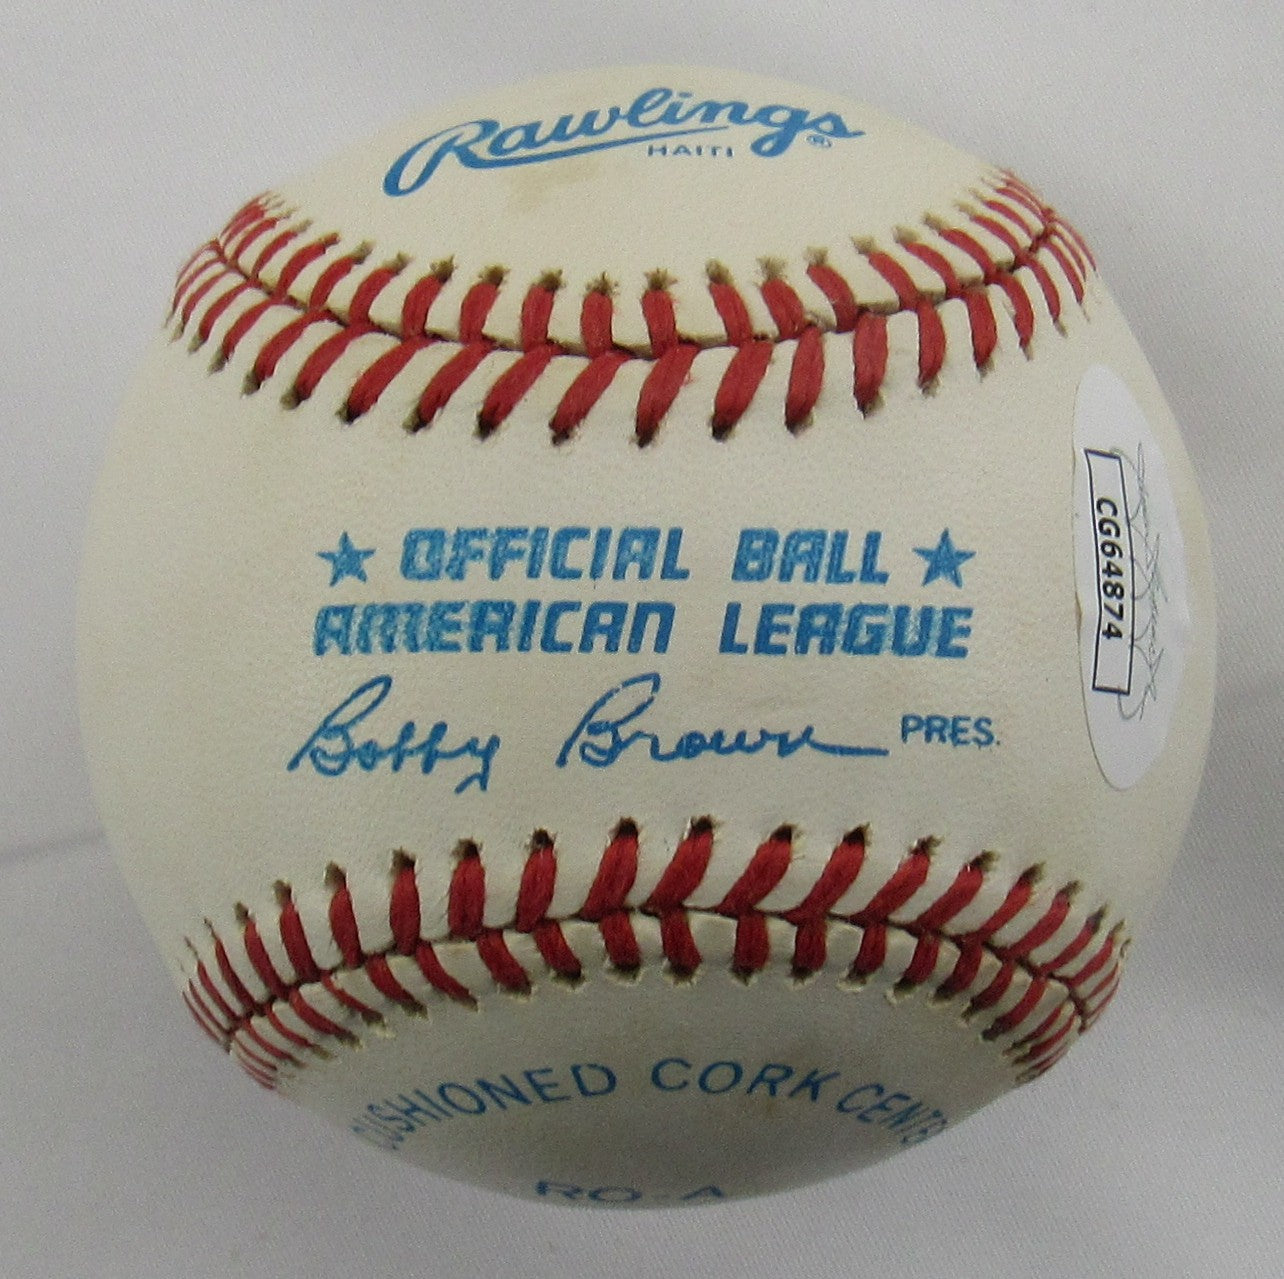 Rawlings®
HAITI
★ OFFICIAL BALL ★
AMERICAN LEAGUE
Bobby Brown PRES.
CG64874
CUSHIONED CORK CENTER
RO-A